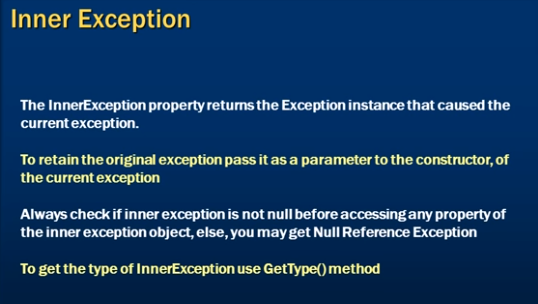 Inner Exception
The InnerException property returns the Exception instance that caused the
current exception.
To retain the original exception pass it as a parameter to the constructor, of
the current exception
Always check if inner exception is not null before accessing any property of
the inner exception object, else, you may get Null Reference Exception
To get the type of InnerException use GetType() method